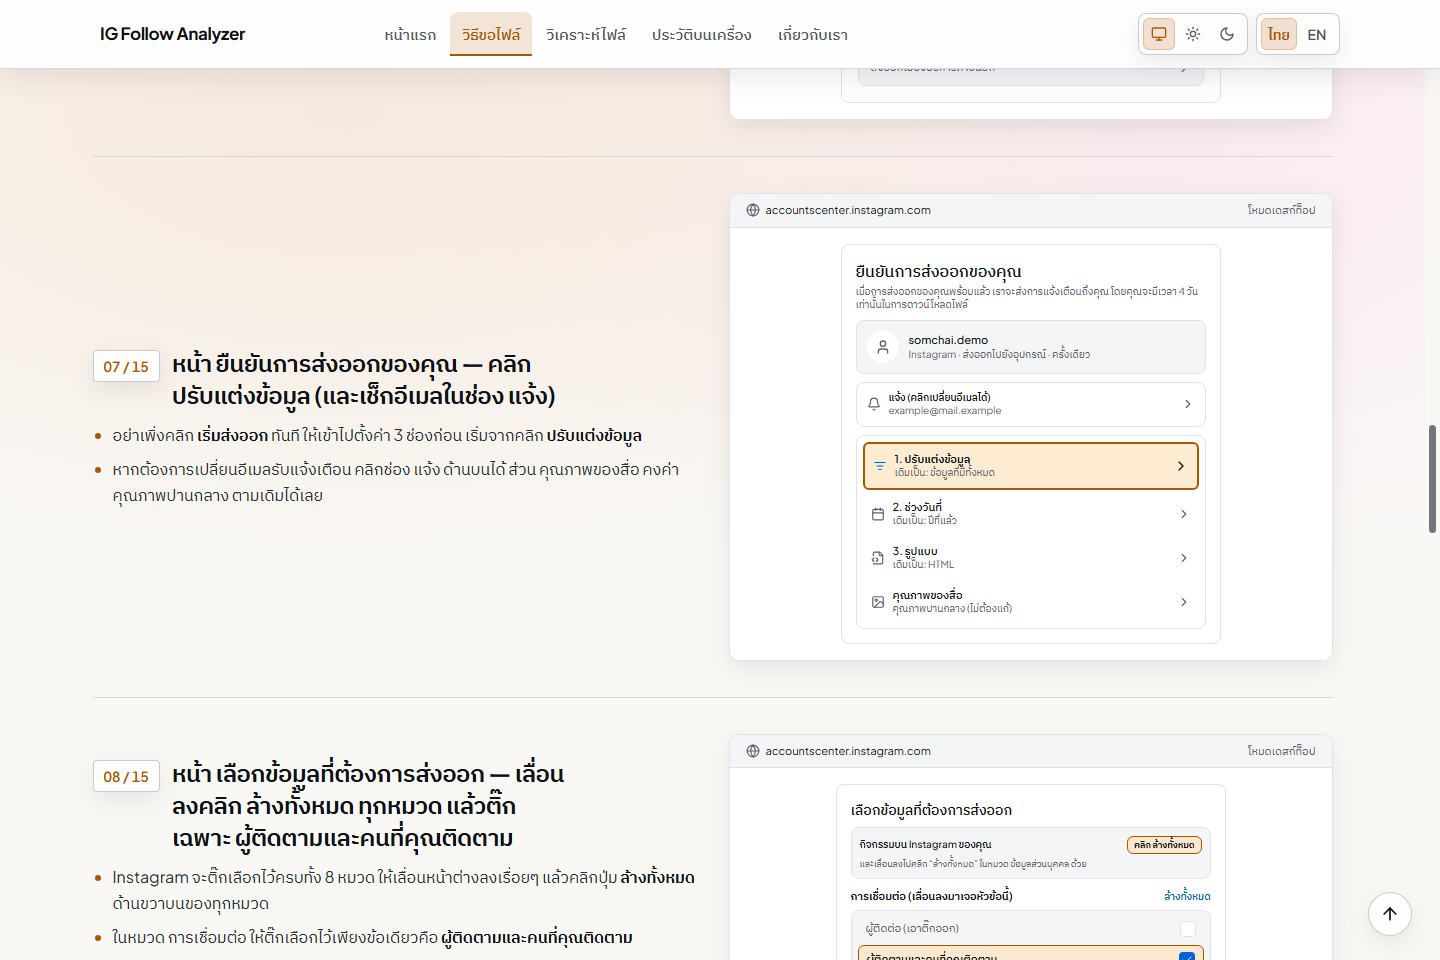 IG Follow Analyzer
หน้าแรก
วิธีขอไฟล์
วิเคราะห์ไฟล์
ประวัติบนเครื่อง
เกี่ยวกับเรา
ไทย
EN
07 / 15
หน้า ยืนยันการส่งออกของคุณ — คลิก
ปรับแต่งข้อมูล (และเช็กอีเมลในช่อง แจ้ง)
อย่าเพิ่งคลิก เริ่มส่งออก ทันที ให้เข้าไปตั้งค่า 3 ช่องก่อน เริ่มจากคลิก ปรับแต่งข้อมูล
หากต้องการเปลี่ยนอีเมลรับแจ้งเตือน คลิกช่อง แจ้ง ด้านบนได้ ส่วน คุณภาพของสื่อ คงค่า
คุณภาพปานกลาง ตามเดิมได้เลย
accountscenter.instagram.com
โหมดเดสก์ท็อป
ยืนยันการส่งออกของคุณ
เมื่อการส่งออกของคุณพร้อมแล้ว เราจะส่งการแจ้งเตือนถึงคุณ โดยคุณจะมีเวลา 4 วัน
เท่านั้นในการดาวน์โหลดไฟล์
somchai.demo
Instagram · ส่งออกไปยังอุปกรณ์ · ครั้งเดียว
แจ้ง (คลิกเปลี่ยนอีเมลได้)
example@mail.example
1. ปรับแต่งข้อมูล
เดิมเป็น: ข้อมูลที่มีทั้งหมด
2. ช่วงวันที่
เดิมเป็น: ปีที่แล้ว
3. รูปแบบ
เดิมเป็น: HTML
คุณภาพของสื่อ
คุณภาพปานกลาง (ไม่ต้องแก้)
08 / 15
หน้า เลือกข้อมูลที่ต้องการส่งออก — เลื่อน
ลงคลิก ล้างทั้งหมด ทุกหมวด แล้วติ๊ก
เฉพาะ ผู้ติดตามและคนที่คุณติดตาม
Instagram จะติ๊กเลือกไว้ครบทั้ง 8 หมวด ให้เลื่อนหน้าต่างลงเรื่อยๆ แล้วคลิกปุ่ม ล้างทั้งหมด
ด้านขวาบนของทุกหมวด
ในหมวด การเชื่อมต่อ ให้ติ๊กเลือกไว้เพียงข้อเดียวคือ ผู้ติดตามและคนที่คุณติดตาม
accountscenter.instagram.com
โหมดเดสก์ท็อป
เลือกข้อมูลที่ต้องการส่งออก
กิจกรรมบน Instagram ของคุณ
คลิก ล้างทั้งหมด
และเลื่อนลงไปคลิก "ล้างทั้งหมด" ในหมวด ข้อมูลส่วนบุคคล ด้วย
การเชื่อมต่อ (เลื่อนลงมาเจอหัวข้อนี้)
ล้างทั้งหมด
ผู้ติดต่อ (เอาติ๊กออก)
ผู้ติดตามและคนที่คุณติดตาม